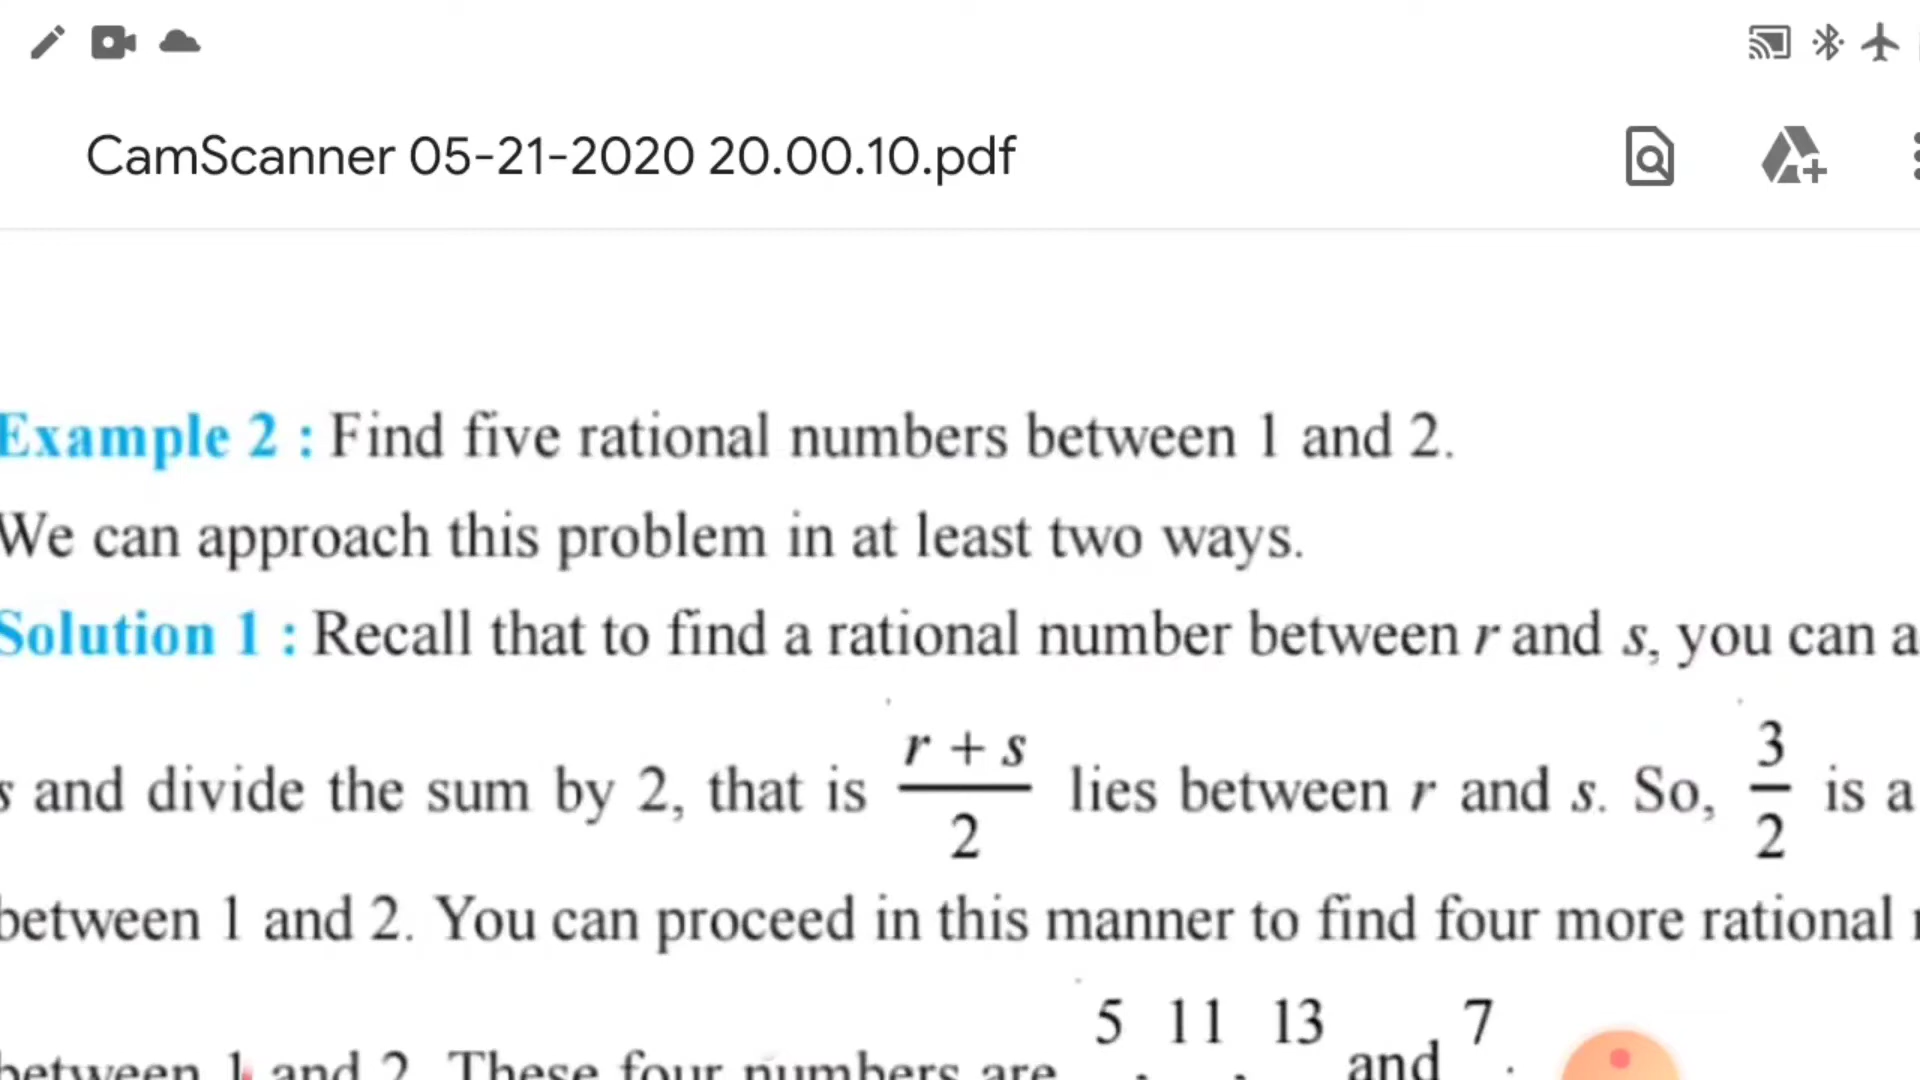 CamScanner 05-21-2020 20.00.10.pdf
Example 2 : Find five rational numbers between 1 and 2.
We can approach this problem in at least two ways.
Solution 1 : Recall that to find a rational number between r and s, you can a
s and divide the sum by 2, that is (r + s)/2 lies between r and s. So, 3/2 is a
between 1 and 2. You can proceed in this manner to find four more rational
5 11 13 7
between 1 and 2. These four numbers are and